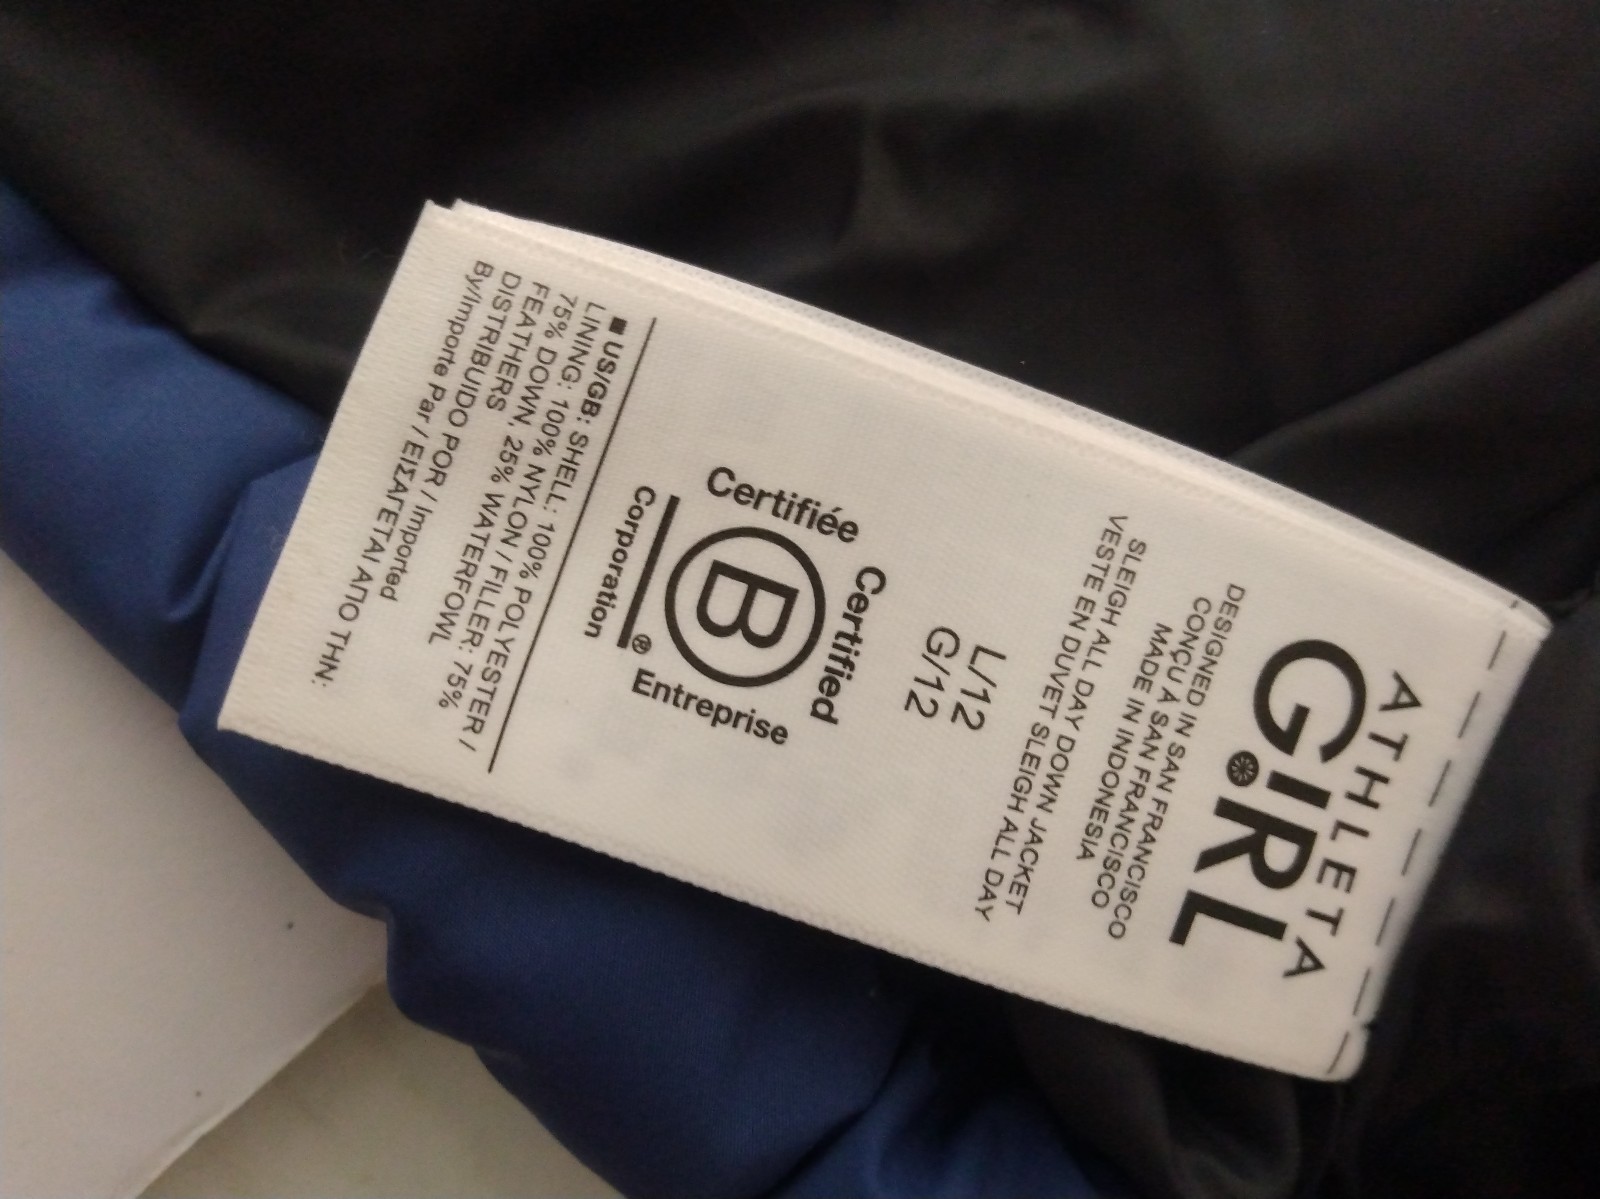 ATHLETA
GIRL
DESIGNED IN SAN FRANCISCO
CONÇU À SAN FRANCISCO
MADE IN INDONESIA
SLEIGH ALL DAY DOWN JACKET
VESTE EN DUVET SLEIGH ALL DAY
L/12
G/12
Certified
Certifiée
B
Entreprise
®
Corporation
■ US/GB: SHELL: 100% POLYESTER /
LINING: 100% NYLON / FILLER: 75%
75% DOWN, 25% WATERFOWL
FEATHERS
DISTRIBUIDO POR / Imported
By/Importe Par / ΕΙΣΑΓΕΤΑΙ ΑΠΟ ΤΗΝ: